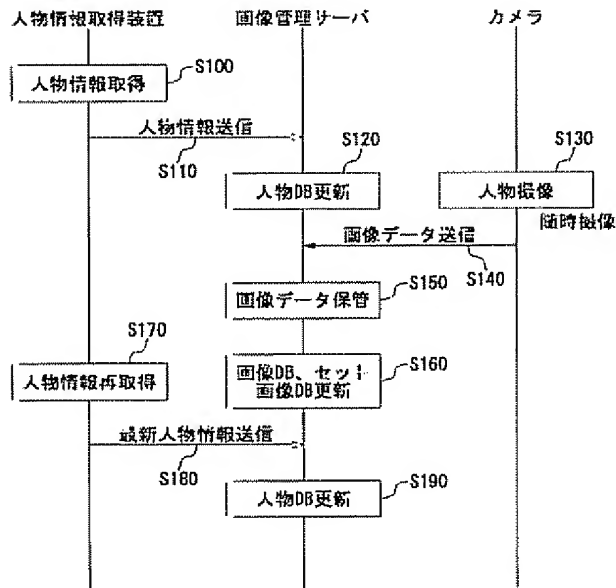 人物情報取得装置
画像管理サーバ
カメラ
人物情報取得
S100
人物情報送信
S110
S120
人物DB更新
S130
人物撮像
随時撮像
画像データ送信
S140
画像データ保管
S150
S170
人物情報再取得
画像DB、セット
画像DB更新
S160
最新人物情報送信
S180
人物DB更新
S190